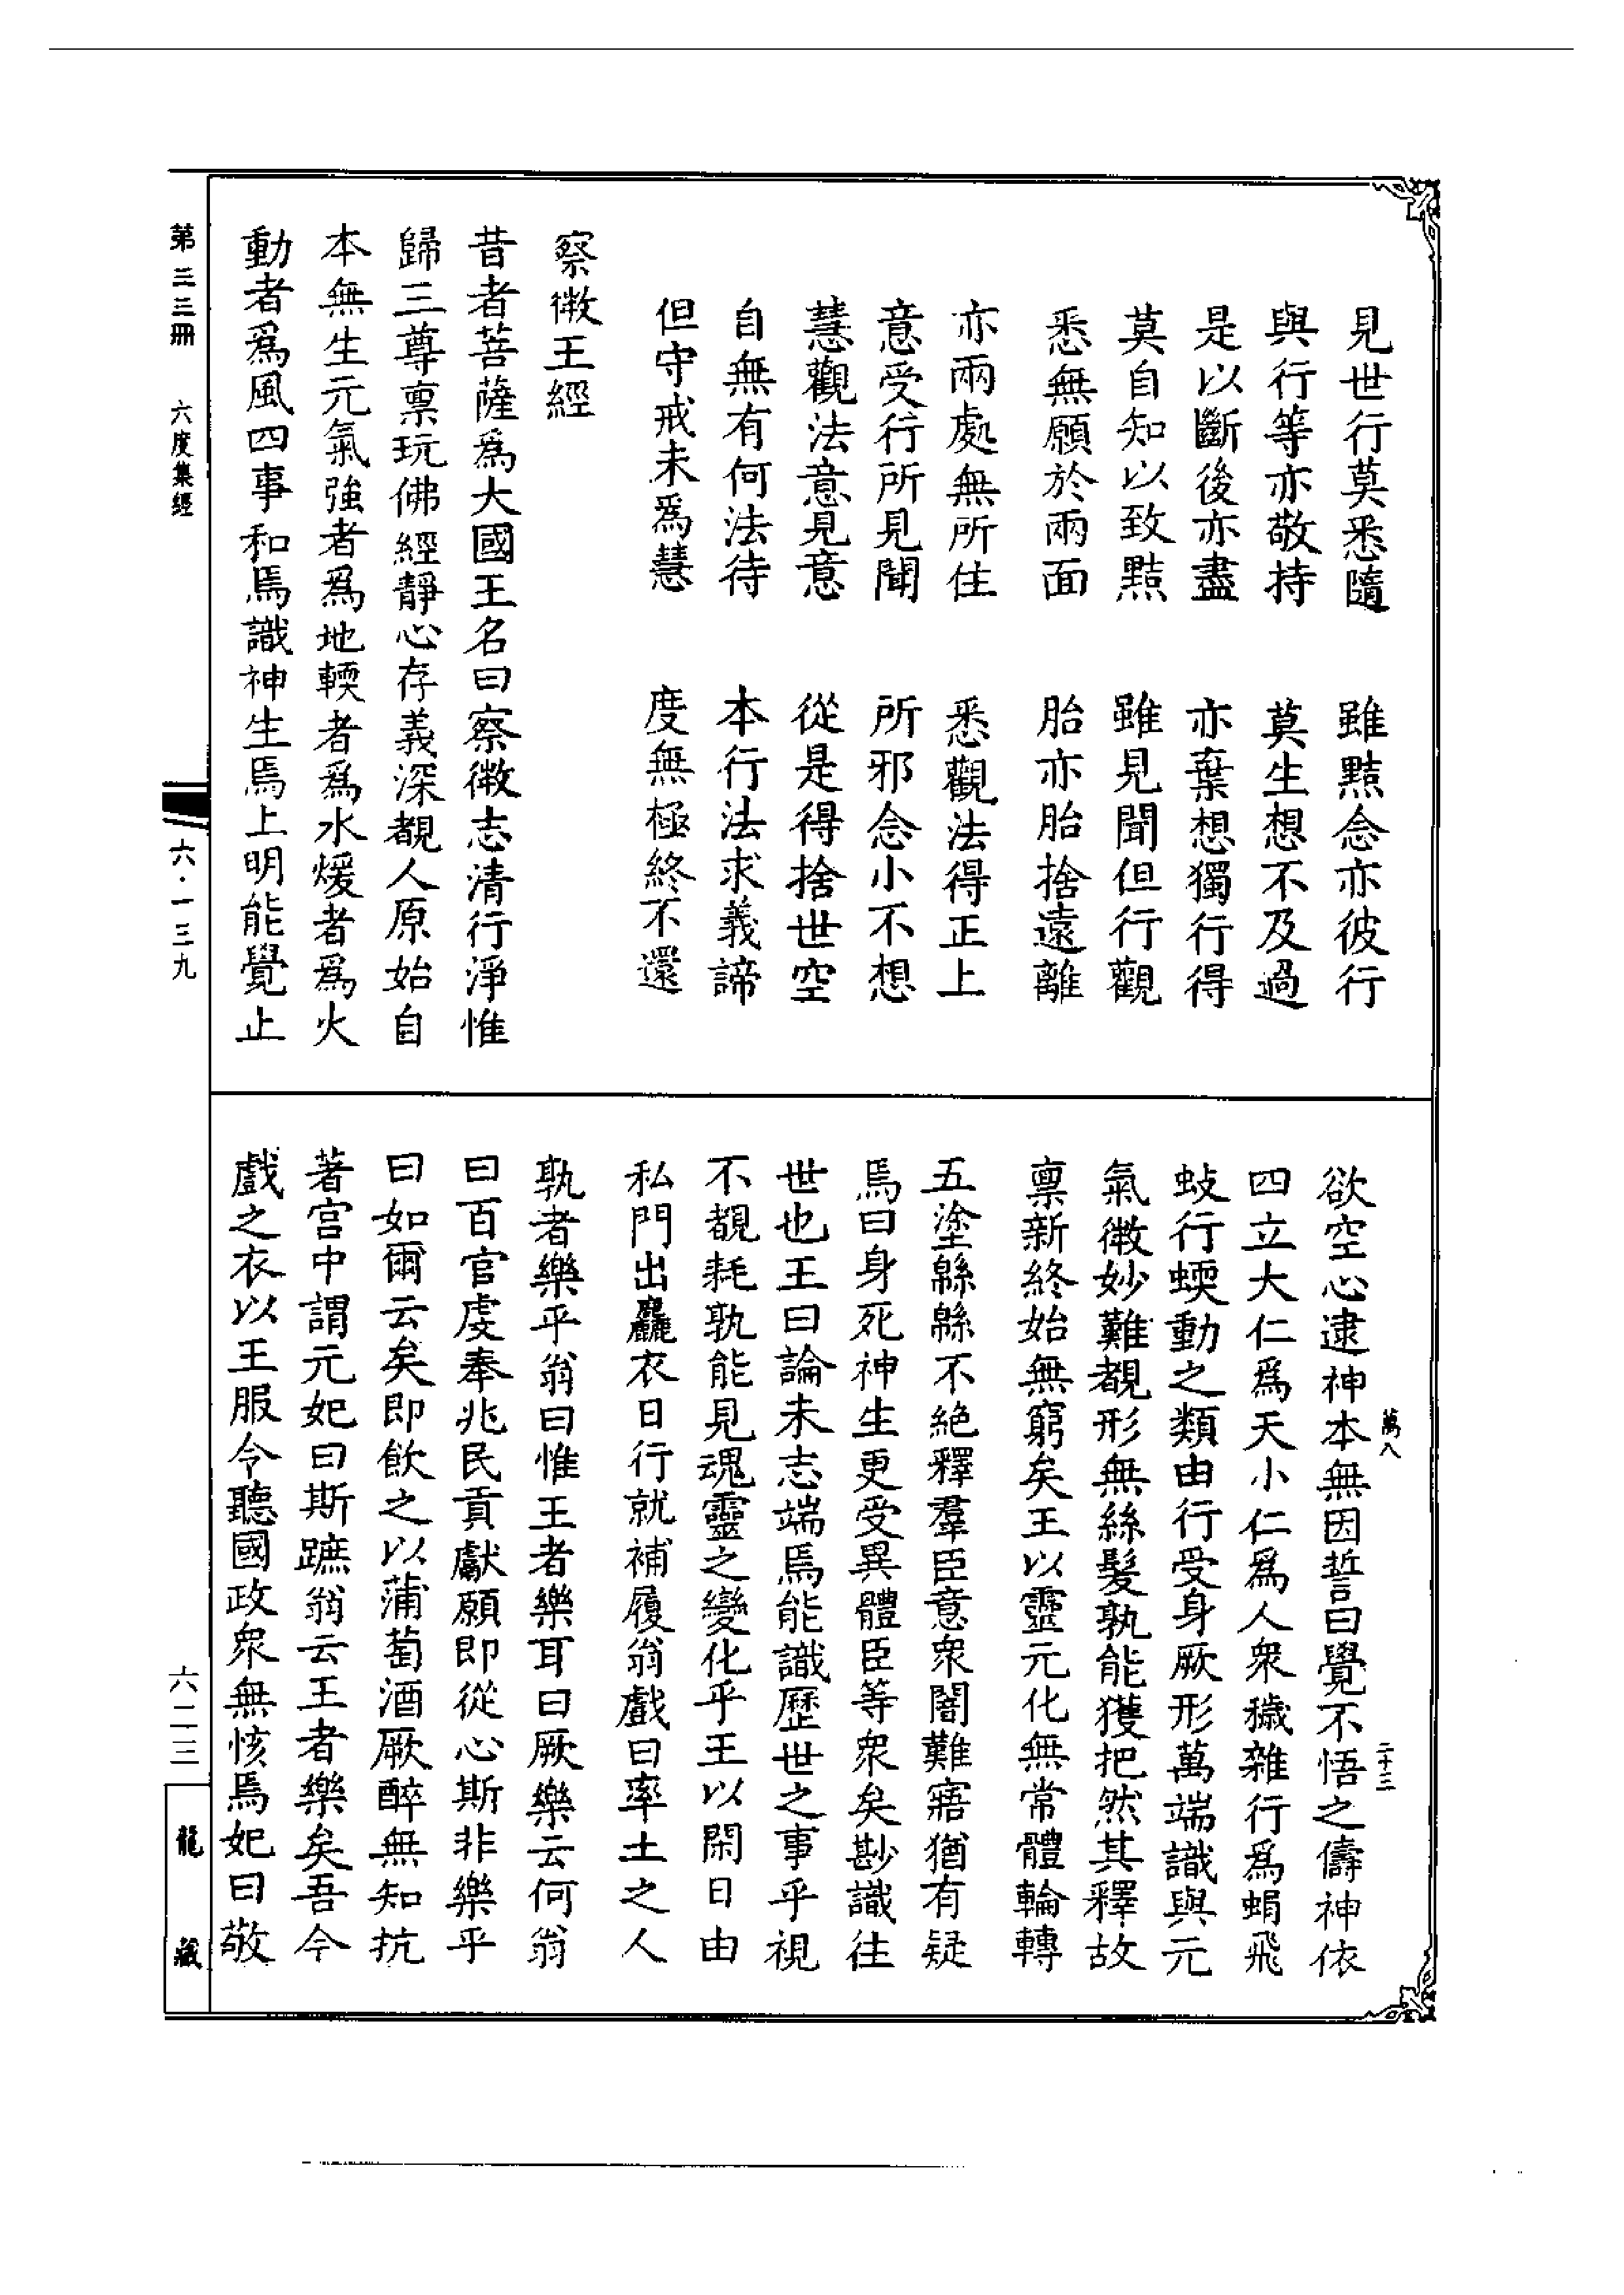 見世行莫悉隨　雖黠念亦彼行
與行等亦敬持　莫生想不及過
是以斷後亦盡　亦棄想獨行得
莫自知以致黠　雖見聞但行觀
悉無願於兩面　胎亦胎捨遠離
亦兩處無所住　悉觀法得正上
意受行所見聞　所邪念小不想
慧觀法意見意　從是得捨世空
自無有何法待　本行法求義諦
但守戒未為慧　度無極終不還
察微王經
昔者菩薩為大國王名曰察微志清行淨惟
歸三尊禀玩佛經靜心存義深覩人原始自
本無生元氣強者為地輭者為水煖者為火
動者為風四事和焉識神生焉上明能覺止
欲空心逮神本無因誓曰覺不悟之儔神依
四立大仁為天小仁為人衆穢雜行為蜎飛
蚑行蝡動之類由行受身厥形萬端識與元
氣微妙難覩形無絲髮孰能獲把然其釋故
禀新終始無窮矣王以靈元化無常體輪轉
五塗緜緜不絶釋羣臣意衆闇難寤猶有疑
焉曰身死神生更受異體臣等衆矣尠識往
世也王曰論未志端焉能識歷世之事乎視
不覩耗孰能見魂靈之變化乎王以閑日由
私門出麤衣日行就補履翁戲曰率土之人
孰者樂乎翁曰惟王者樂耳曰厥樂云何翁
曰百官虔奉兆民貢獻願即從心斯非樂乎
曰如爾云矣即飲之以蒲萄酒厥醉無知抗
著宫中謂元妃曰斯蹠翁云王者樂矣吾今
戲之衣以王服令聽國政衆無怪焉妃曰敬
萬八
二十三
第三三冊　六度集經
六·一三九
六二三
龍藏